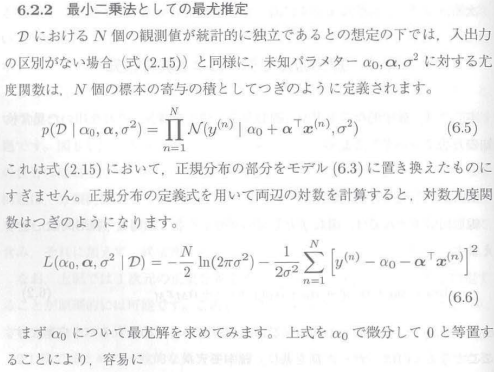 6.2.2 最小二乗法としての最尤推定
𝒟 における N 個の観測値が統計的に独立であるとの想定の下では，入出力
の区別がない場合 (式 (2.15)) と同様に，未知パラメター α₀, α, σ² に対する尤
度関数は，N 個の標本の寄与の積としてつぎのように定義されます。
p(𝒟 | α₀, α, σ²) = ∏_{n=1}^{N} 𝒩(y⁽ⁿ⁾ | α₀ + α^⊤x⁽ⁿ⁾, σ²) (6.5)
これは式 (2.15) において，正規分布の部分をモデル (6.3) に置き換えたものに
すぎません。正規分布の定義式を用いて両辺の対数を計算すると，対数尤度関
数はつぎのようになります。
L(α₀, α, σ² | 𝒟) = −N/2 ln(2πσ²) − 1/(2σ²) ∑_{n=1}^{N} [y⁽ⁿ⁾ − α₀ − α^⊤x⁽ⁿ⁾]²
(6.6)
まず α₀ について最尤解を求めてみます。上式を α₀ で微分して 0 と等置す
ることにより，容易に